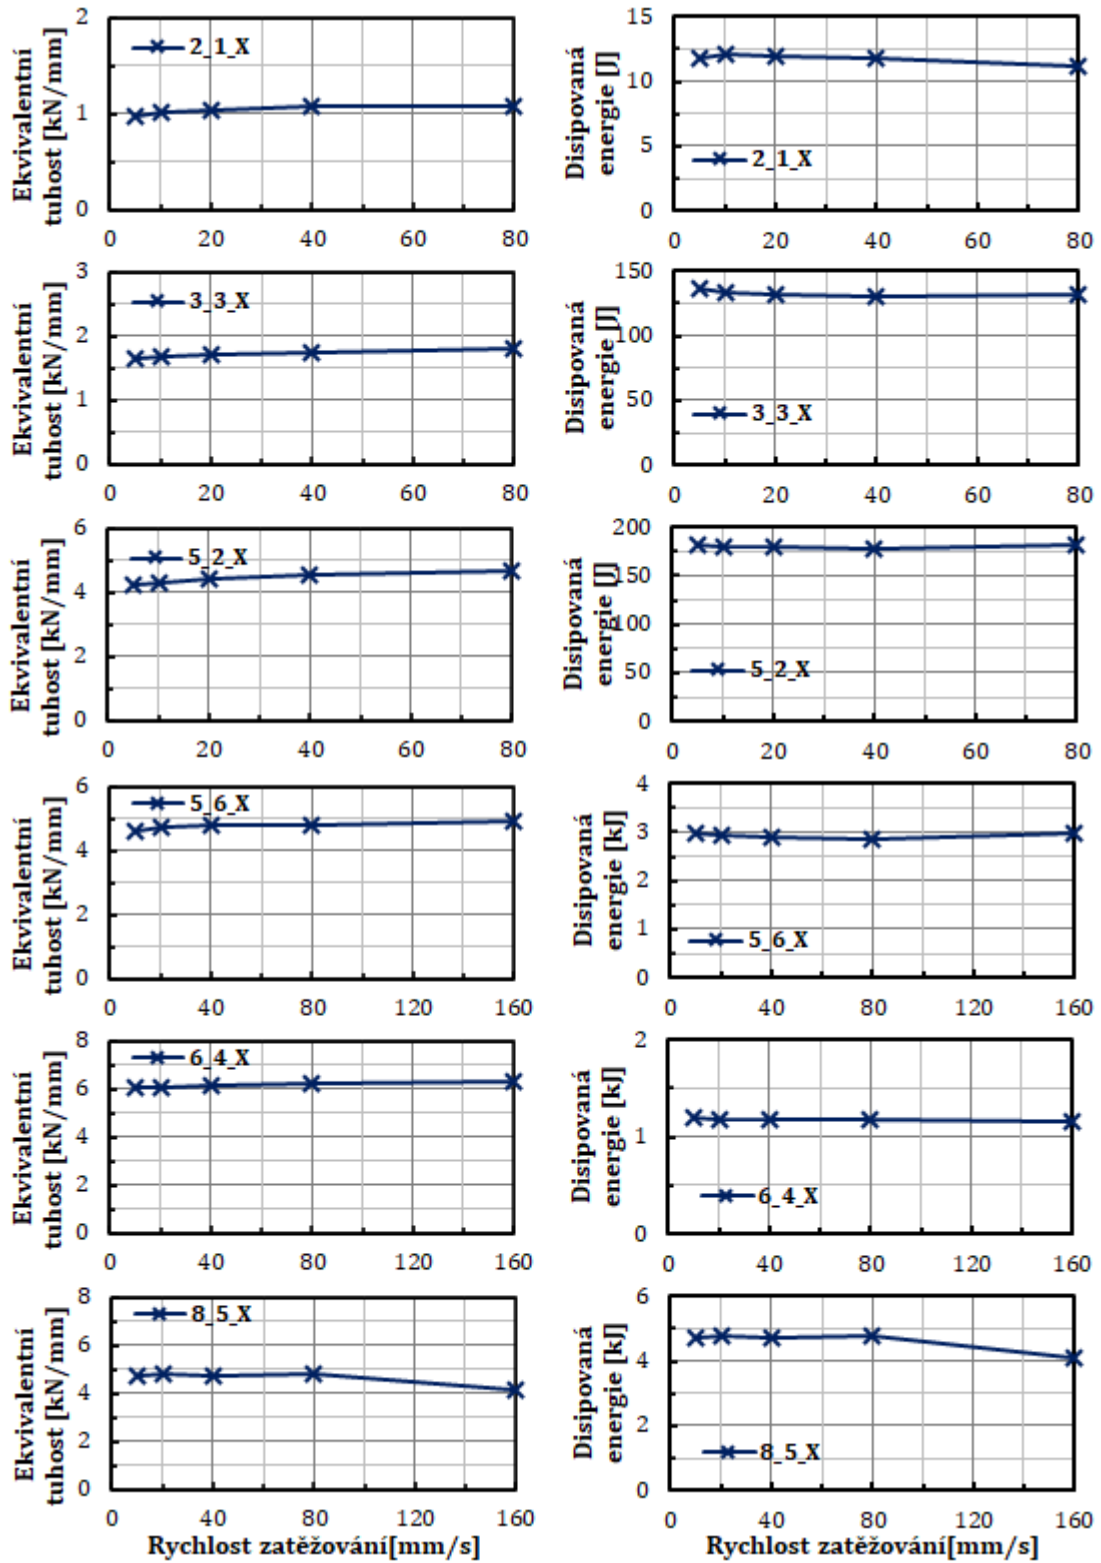 Ekvivalentní
tuhost [kN/mm]
2
1
0
2_1_X
0 20 40 60 80
Disipovaná
energie [J]
15
10
5
0
2_1_X
0 20 40 60 80
Ekvivalentní
tuhost [kN/mm]
3
2
1
0
3_3_X
0 20 40 60 80
Disipovaná
energie [J]
150
100
50
0
3_3_X
0 20 40 60 80
Ekvivalentní
tuhost [kN/mm]
6
4
2
0
5_2_X
0 20 40 60 80
Disipovaná
energie [J]
200
150
100
50
0
5_2_X
0 20 40 60 80
Ekvivalentní
tuhost [kN/mm]
6
4
2
0
5_6_X
0 40 80 120 160
Disipovaná
energie [kJ]
4
3
2
1
0
5_6_X
0 40 80 120 160
Ekvivalentní
tuhost [kN/mm]
8
6
4
2
0
6_4_X
0 40 80 120 160
Disipovaná
energie [kJ]
2
1
0
6_4_X
0 40 80 120 160
Ekvivalentní
tuhost [kN/mm]
8
6
4
2
0
8_5_X
0 40 80 120 160
Rychlost zatěžování[mm/s]
Disipovaná
energie [kJ]
6
4
2
0
8_5_X
0 40 80 120 160
Rychlost zatěžování[mm/s]